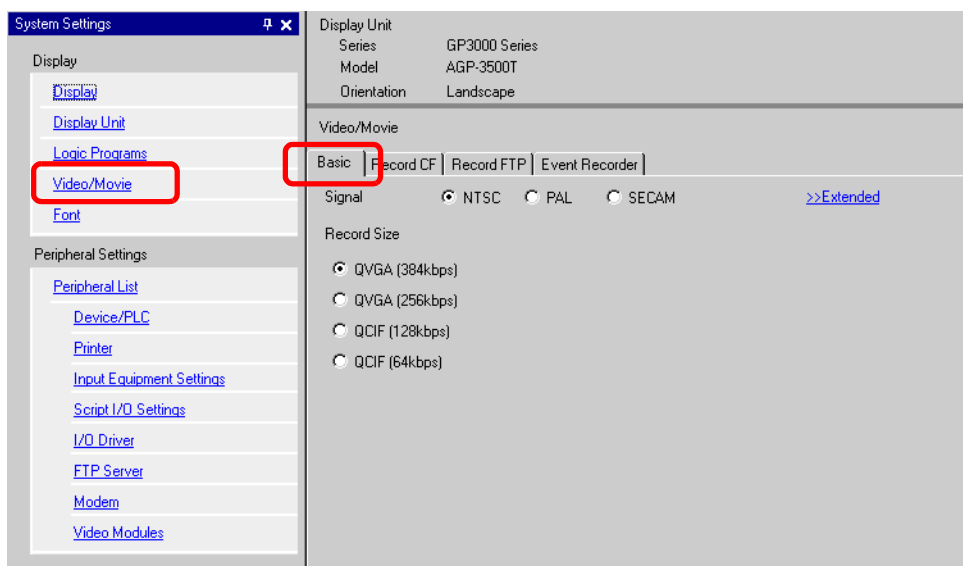 System Settings
Display
Display
Display Unit
Logic Programs
Video/Movie
Font
Peripheral Settings
Peripheral List
Device/PLC
Printer
Input Equipment Settings
Script I/O Settings
I/O Driver
FTP Server
Modem
Video Modules
Display Unit
Series GP3000 Series
Model AGP-3500T
Orientation Landscape
Video/Movie
Basic Record CF Record FTP Event Recorder
Signal NTSC PAL SECAM >>Extended
Record Size
QVGA (384kbps)
QVGA (256kbps)
QCIF (128kbps)
QCIF (64kbps)